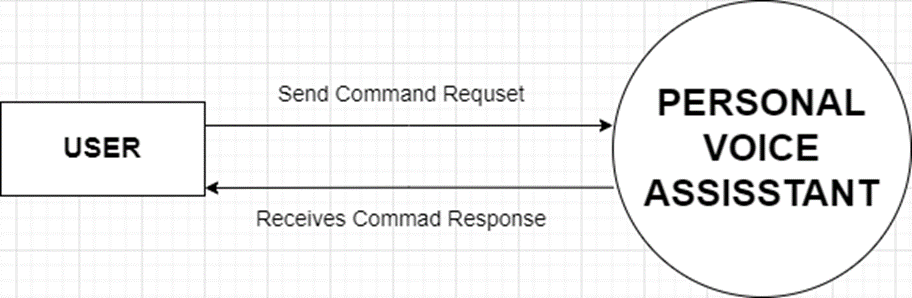 Send Command Requset
USER
PERSONAL
VOICE
ASSISSTANT
Receives Commad Response